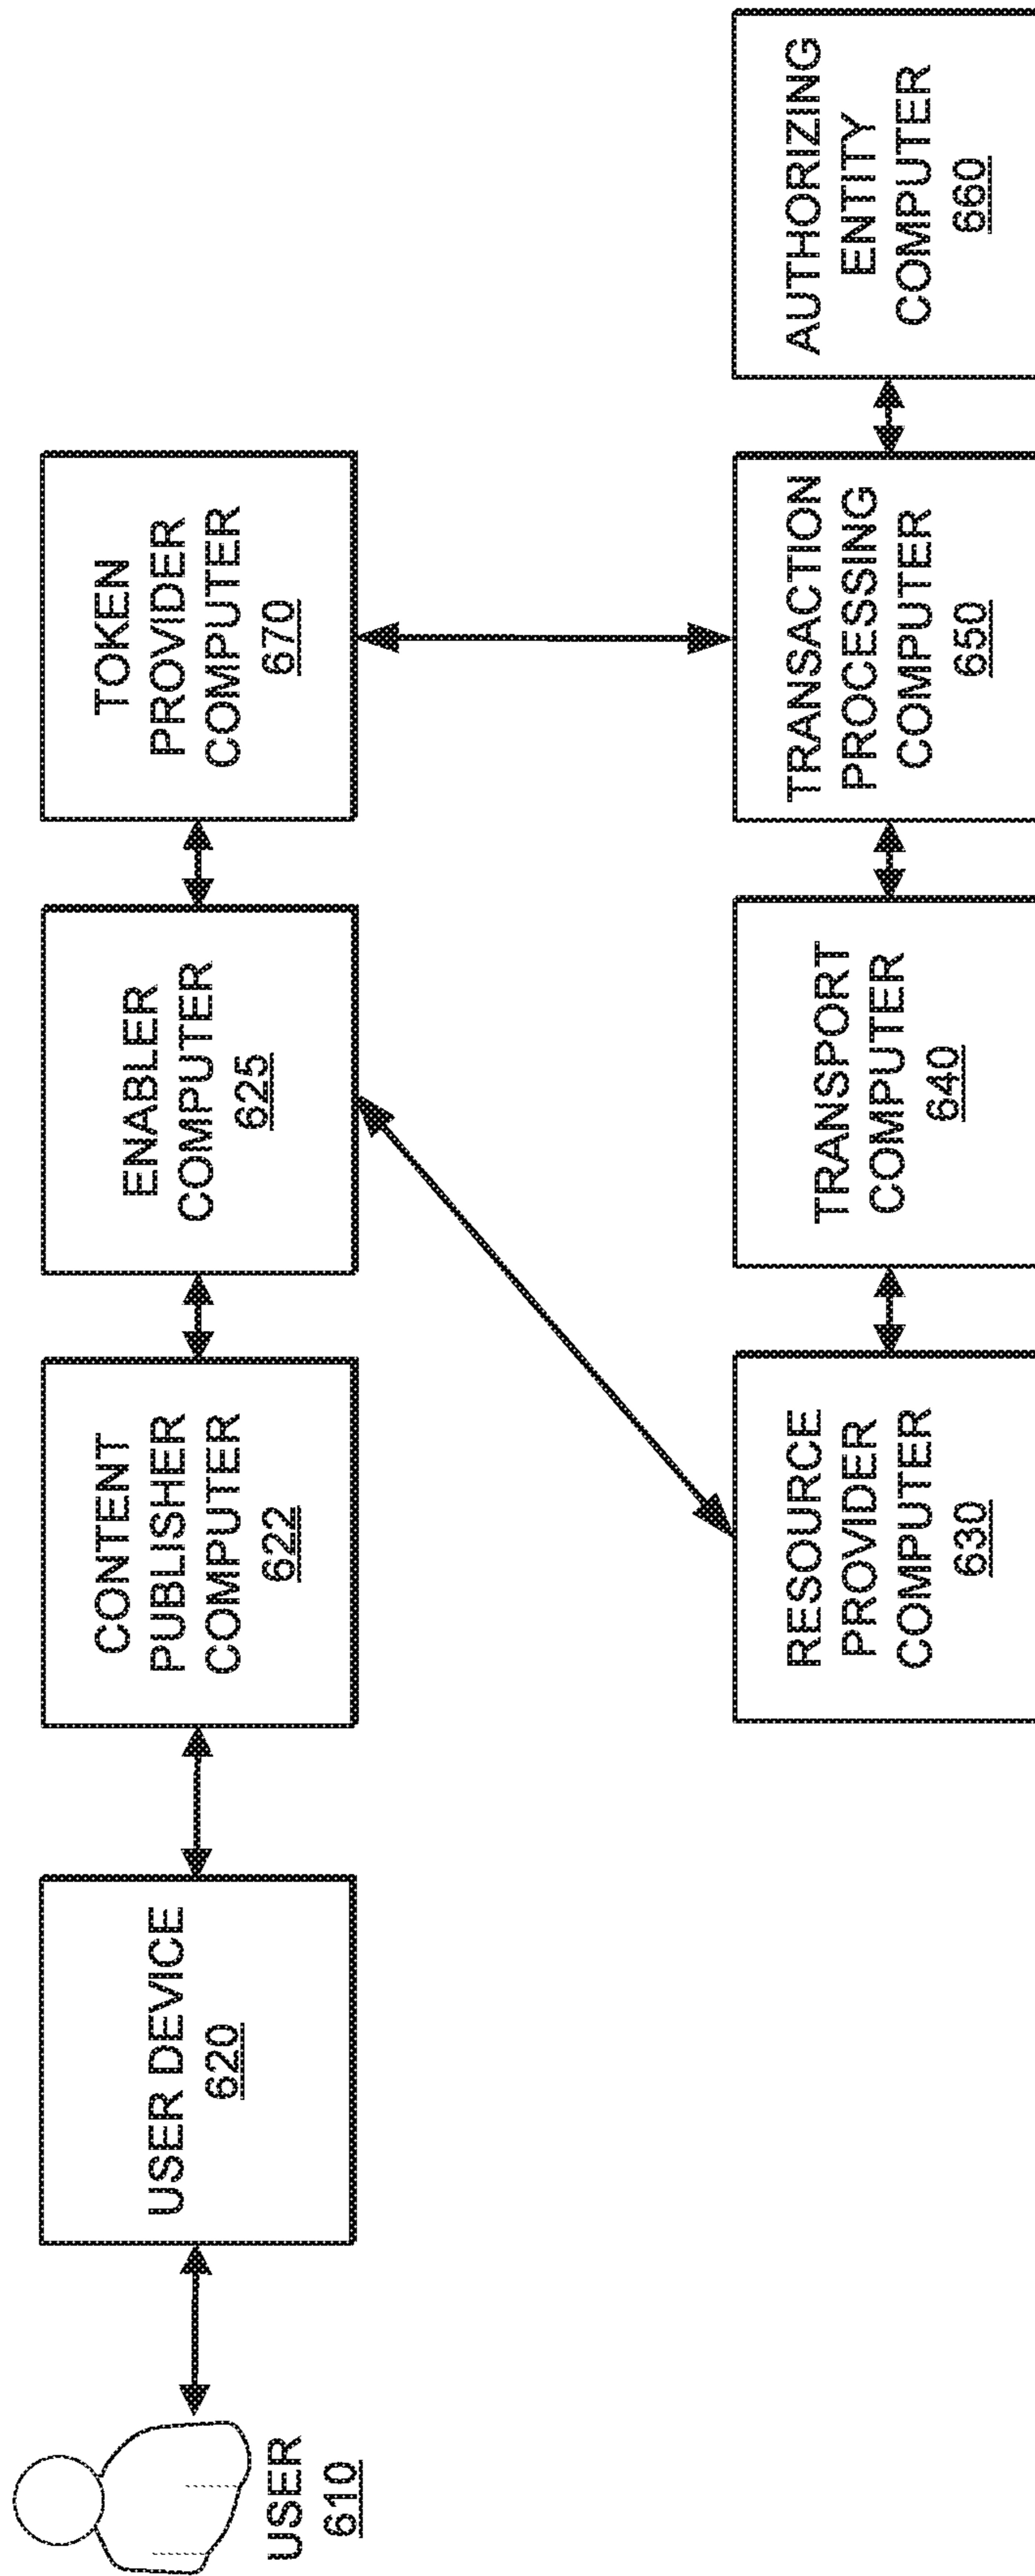 USER
610
USER DEVICE
620
CONTENT
PUBLISHER
COMPUTER
622
ENABLER
COMPUTER
625
TOKEN
PROVIDER
COMPUTER
670
RESOURCE
PROVIDER
COMPUTER
630
TRANSPORT
COMPUTER
640
TRANSACTION
PROCESSING
COMPUTER
650
AUTHORIZING
ENTITY
COMPUTER
660